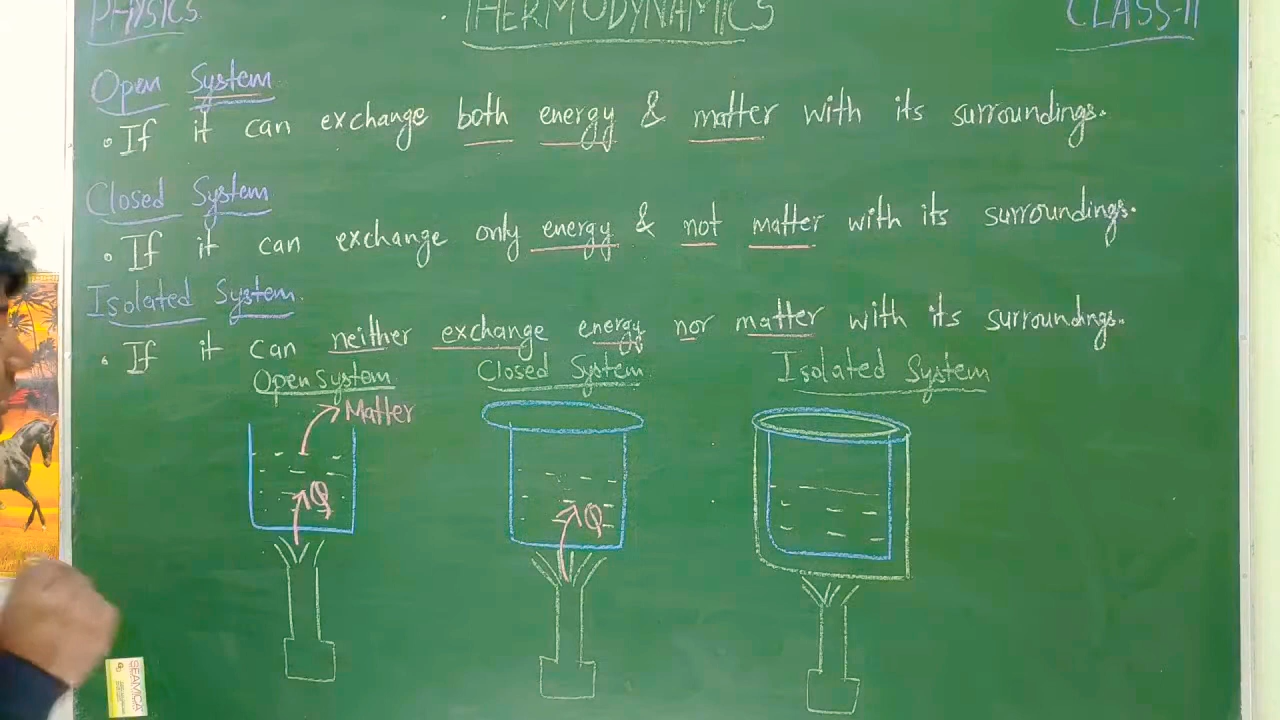 PHYSICS THERMODYNAMICS CLASS-11
Open System
• If it can exchange both energy & matter with its surroundings.
Closed System
• If it can exchange only energy & not matter with its surroundings.
Isolated System
• If it can neither exchange energy nor matter with its surroundings.
Open System Closed System Isolated System
Matter
Q Q